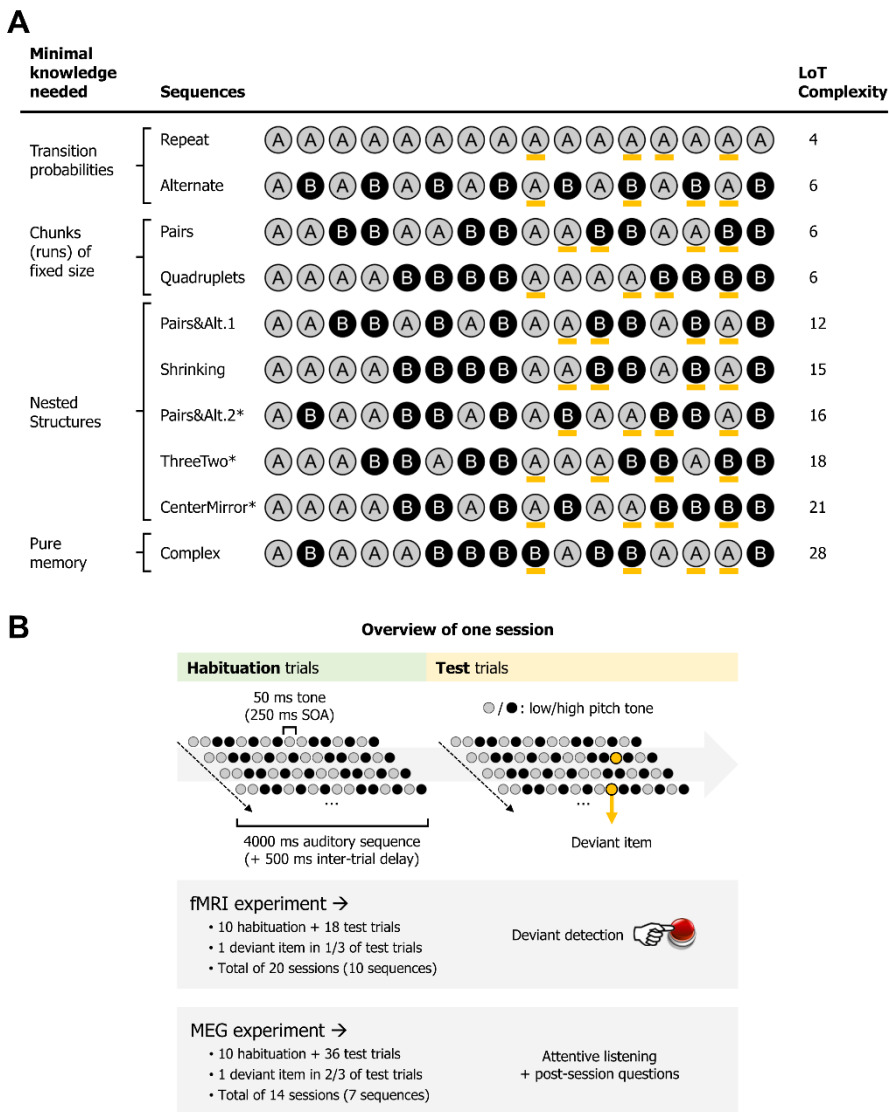 A
Minimal knowledge needed
Sequences
LoT Complexity
Transition probabilities
Repeat A A A A A A A A A A A A A A A A 4
Alternate A B A B A B A B A B A B A B A B 6
Chunks (runs) of fixed size
Pairs A A B B A A B B A A B B A A B B 6
Quadruplets A A A A B B B B A A A A B B B B 6
Nested Structures
Pairs&Alt.1 A A B B A B A B A A B B A B A B 12
Shrinking A A A A B B B B A A B B A B A B 15
Pairs&Alt.2* A B A A B B A B A B A A B B A B 16
ThreeTwo* A A A B B A B B A A A B B A B B 18
CenterMirror* A A A A B B A B A B A A B B B B 21
Pure memory
Complex A B A A A B B B B A B B A A A B 28
B
Overview of one session
Habituation trials
Test trials
50 ms tone
(250 ms SOA)
/ : low/high pitch tone
...
...
4000 ms auditory sequence
(+ 500 ms inter-trial delay)
Deviant item
fMRI experiment →
• 10 habituation + 18 test trials
• 1 deviant item in 1/3 of test trials
• Total of 20 sessions (10 sequences)
Deviant detection
MEG experiment →
• 10 habituation + 36 test trials
• 1 deviant item in 2/3 of test trials
• Total of 14 sessions (7 sequences)
Attentive listening
+ post-session questions